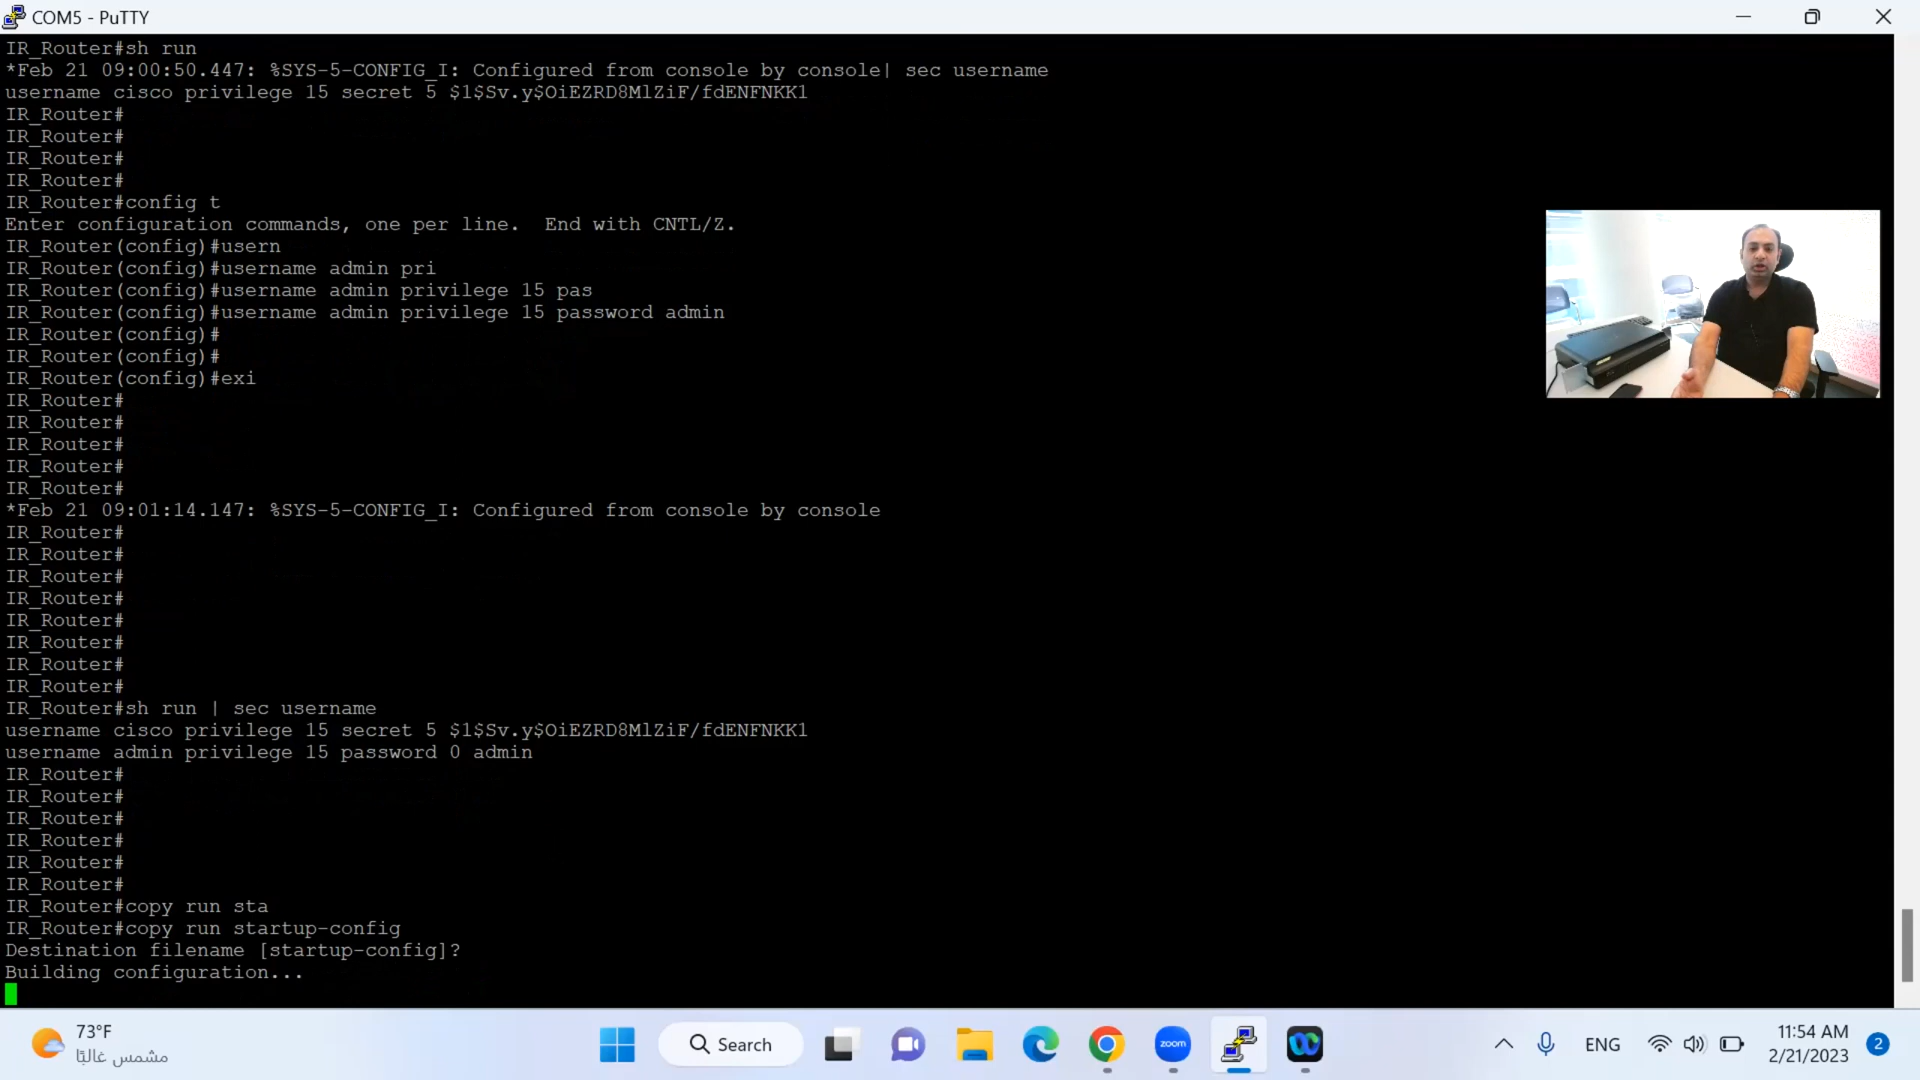 COM5 - PuTTY
IR_Router#sh run
*Feb 21 09:00:50.447: %SYS-5-CONFIG_I: Configured from console by console| sec username
username cisco privilege 15 secret 5 $1$Sv.y$OiEZRD8MlZiF/fdENFNKK1
IR_Router#
IR_Router#
IR_Router#
IR_Router#
IR_Router#config t
Enter configuration commands, one per line.  End with CNTL/Z.
IR_Router(config)#usern
IR_Router(config)#username admin pri
IR_Router(config)#username admin privilege 15 pas
IR_Router(config)#username admin privilege 15 password admin
IR_Router(config)#
IR_Router(config)#
IR_Router(config)#exi
IR_Router#
IR_Router#
IR_Router#
IR_Router#
IR_Router#
*Feb 21 09:01:14.147: %SYS-5-CONFIG_I: Configured from console by console
IR_Router#
IR_Router#
IR_Router#
IR_Router#
IR_Router#
IR_Router#
IR_Router#
IR_Router#
IR_Router#sh run | sec username
username cisco privilege 15 secret 5 $1$Sv.y$OiEZRD8MlZiF/fdENFNKK1
username admin privilege 15 password 0 admin
IR_Router#
IR_Router#
IR_Router#
IR_Router#
IR_Router#
IR_Router#
IR_Router#copy run sta
IR_Router#copy run startup-config
Destination filename [startup-config]?
Building configuration...
73°F
مشمس غالبًا
Search
zoom
ENG
11:54 AM
2/21/2023
2